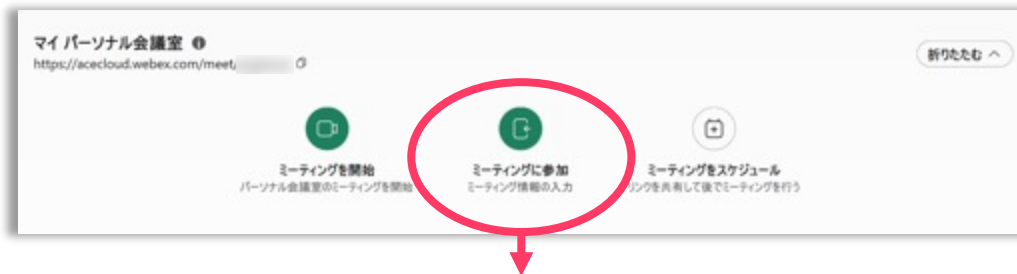 マイ パーソナル会議室
https://acecloud.webex.com/meet/
折りたたむ
ミーティングを開始
パーソナル会議室のミーティングを開始
ミーティングに参加
ミーティング情報の入力
ミーティングをスケジュール
リンクを共有して後でミーティングを行う